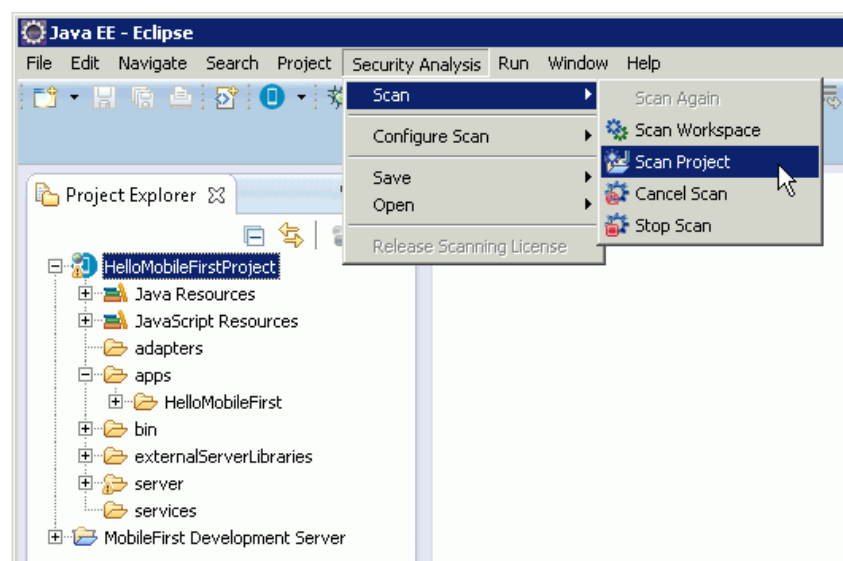 Java EE - Eclipse
File Edit Navigate Search Project Security Analysis Run Window Help
Scan
Configure Scan
Save
Open
Release Scanning License
Scan Again
Scan Workspace
Scan Project
Cancel Scan
Stop Scan
Project Explorer
HelloMobileFirstProject
Java Resources
JavaScript Resources
adapters
apps
HelloMobileFirst
bin
externalServerLibraries
server
services
MobileFirst Development Server